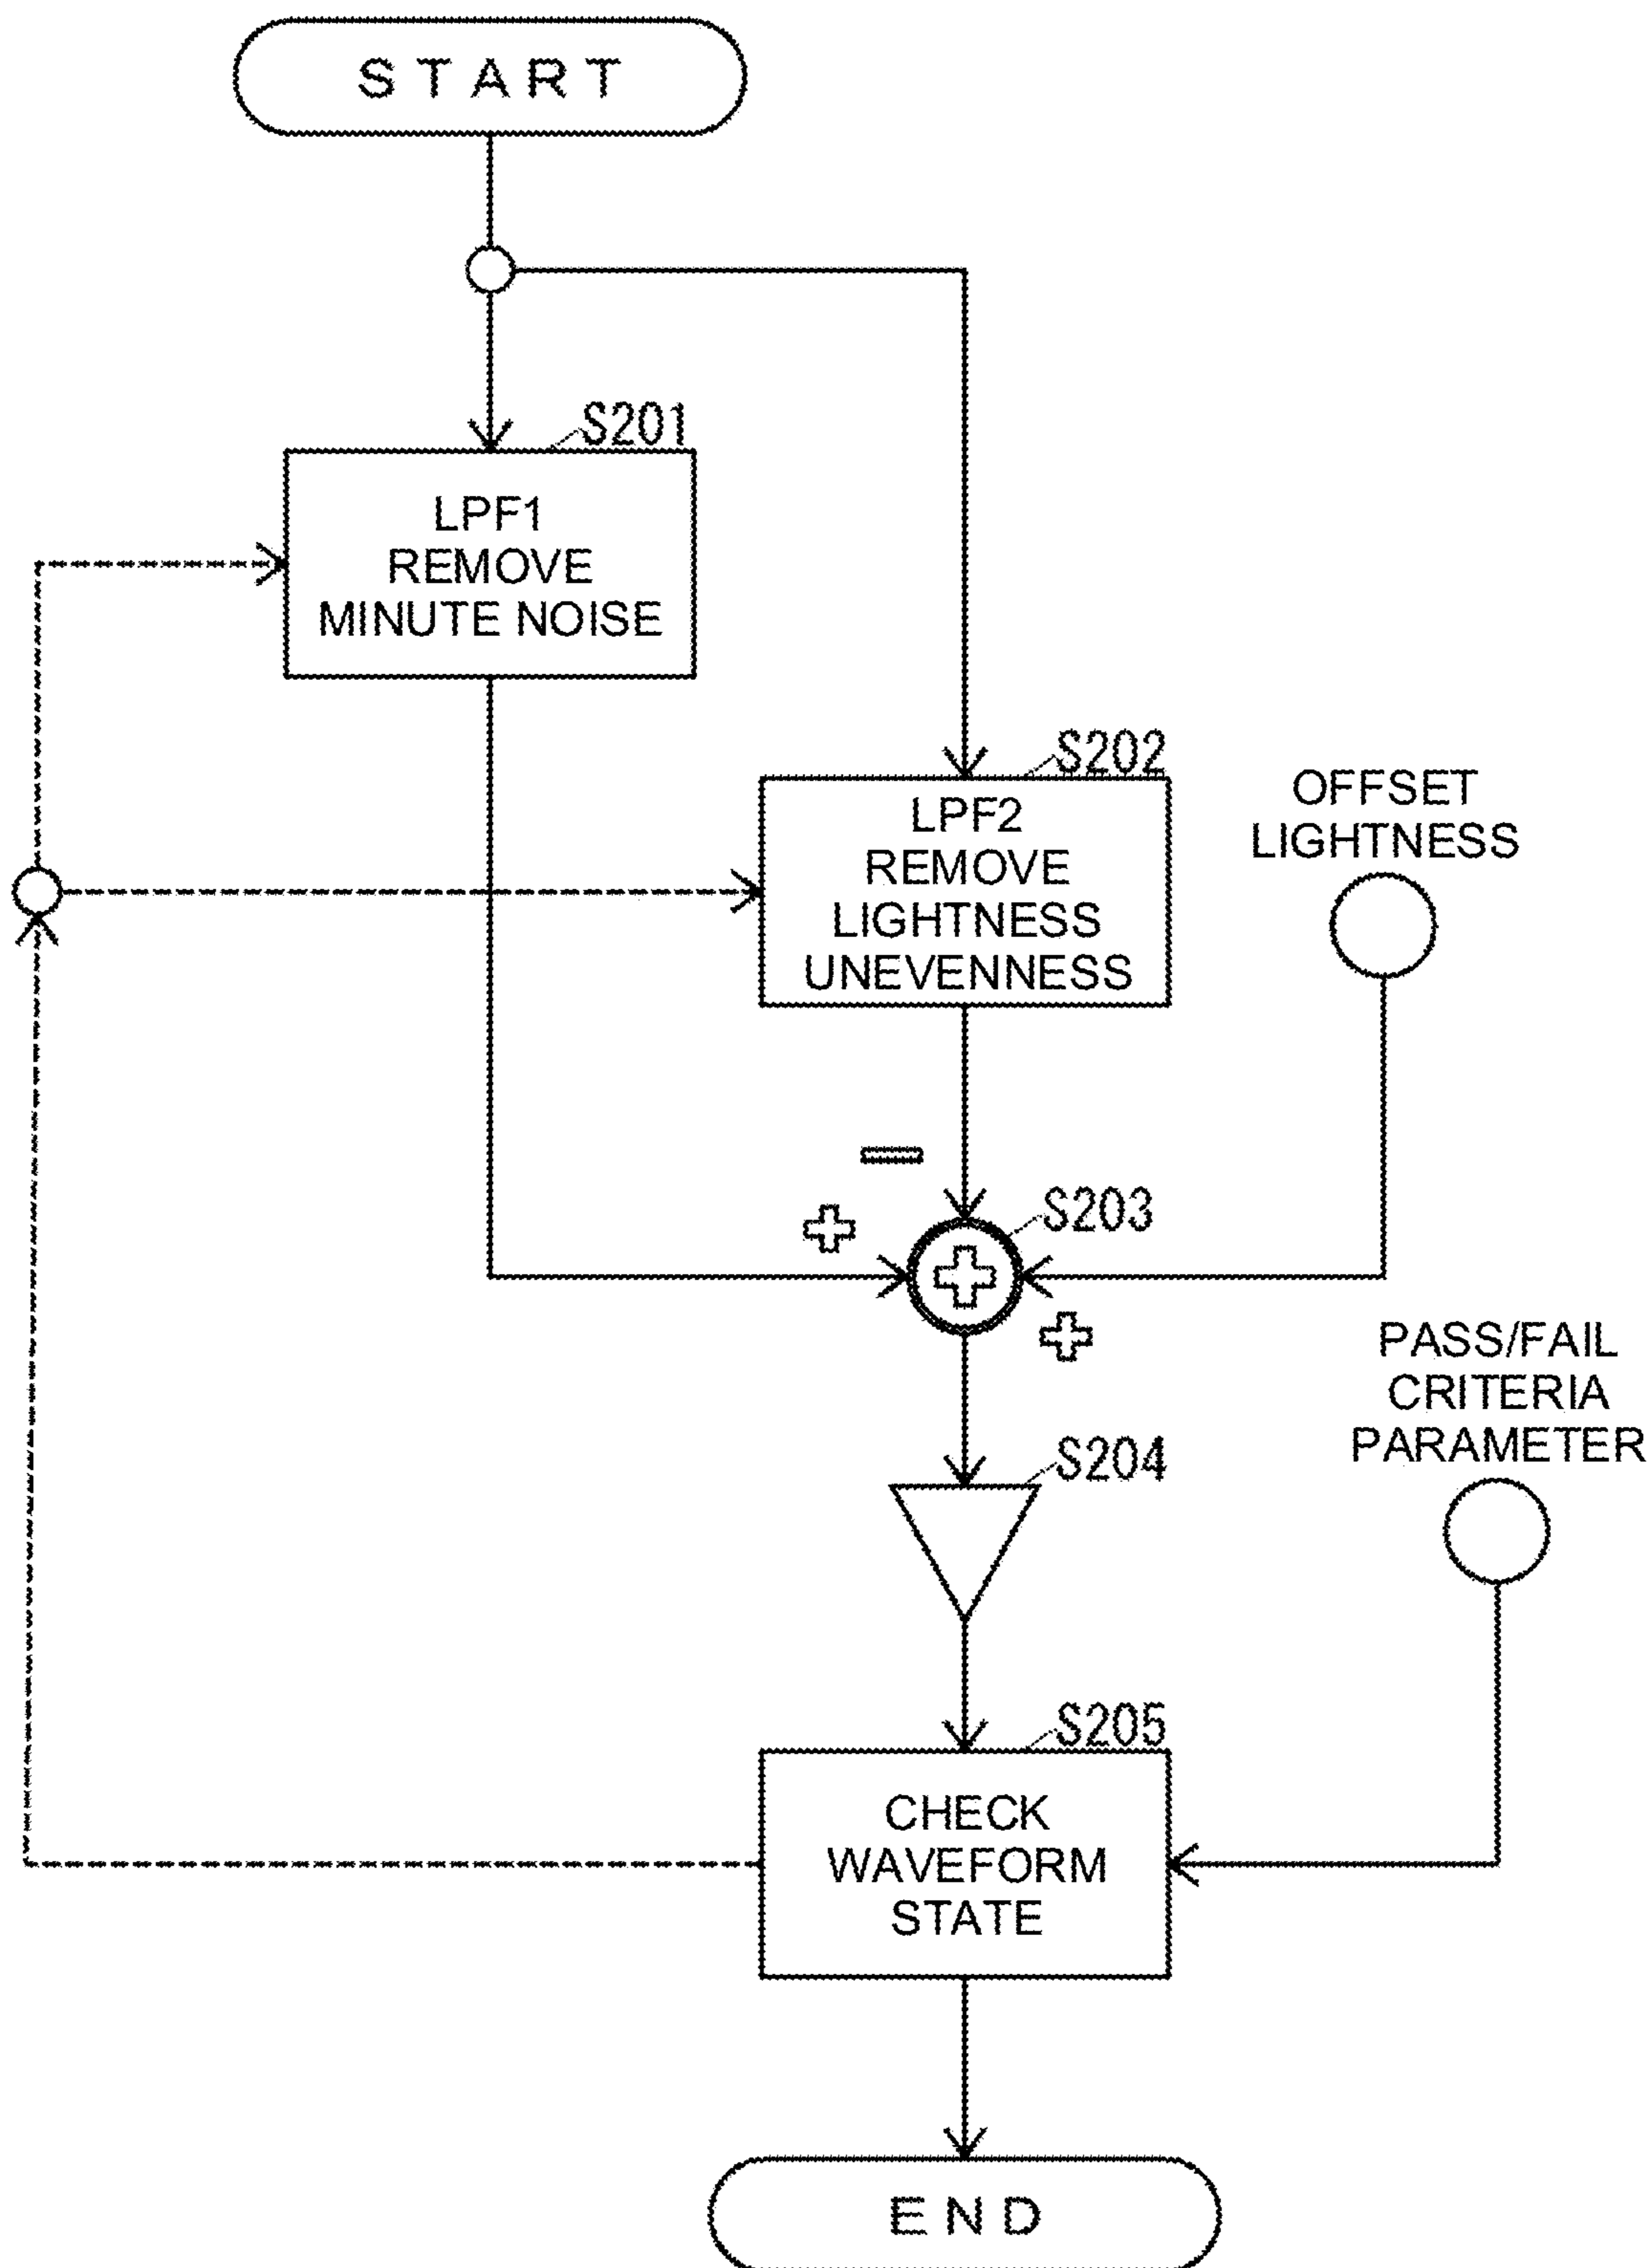 START
S201
LPF1
REMOVE
MINUTE NOISE
S202
LPF2
REMOVE
LIGHTNESS
UNEVENNESS
OFFSET
LIGHTNESS
−
+
S203
+
+
PASS/FAIL
CRITERIA
PARAMETER
S204
S205
CHECK
WAVEFORM
STATE
END